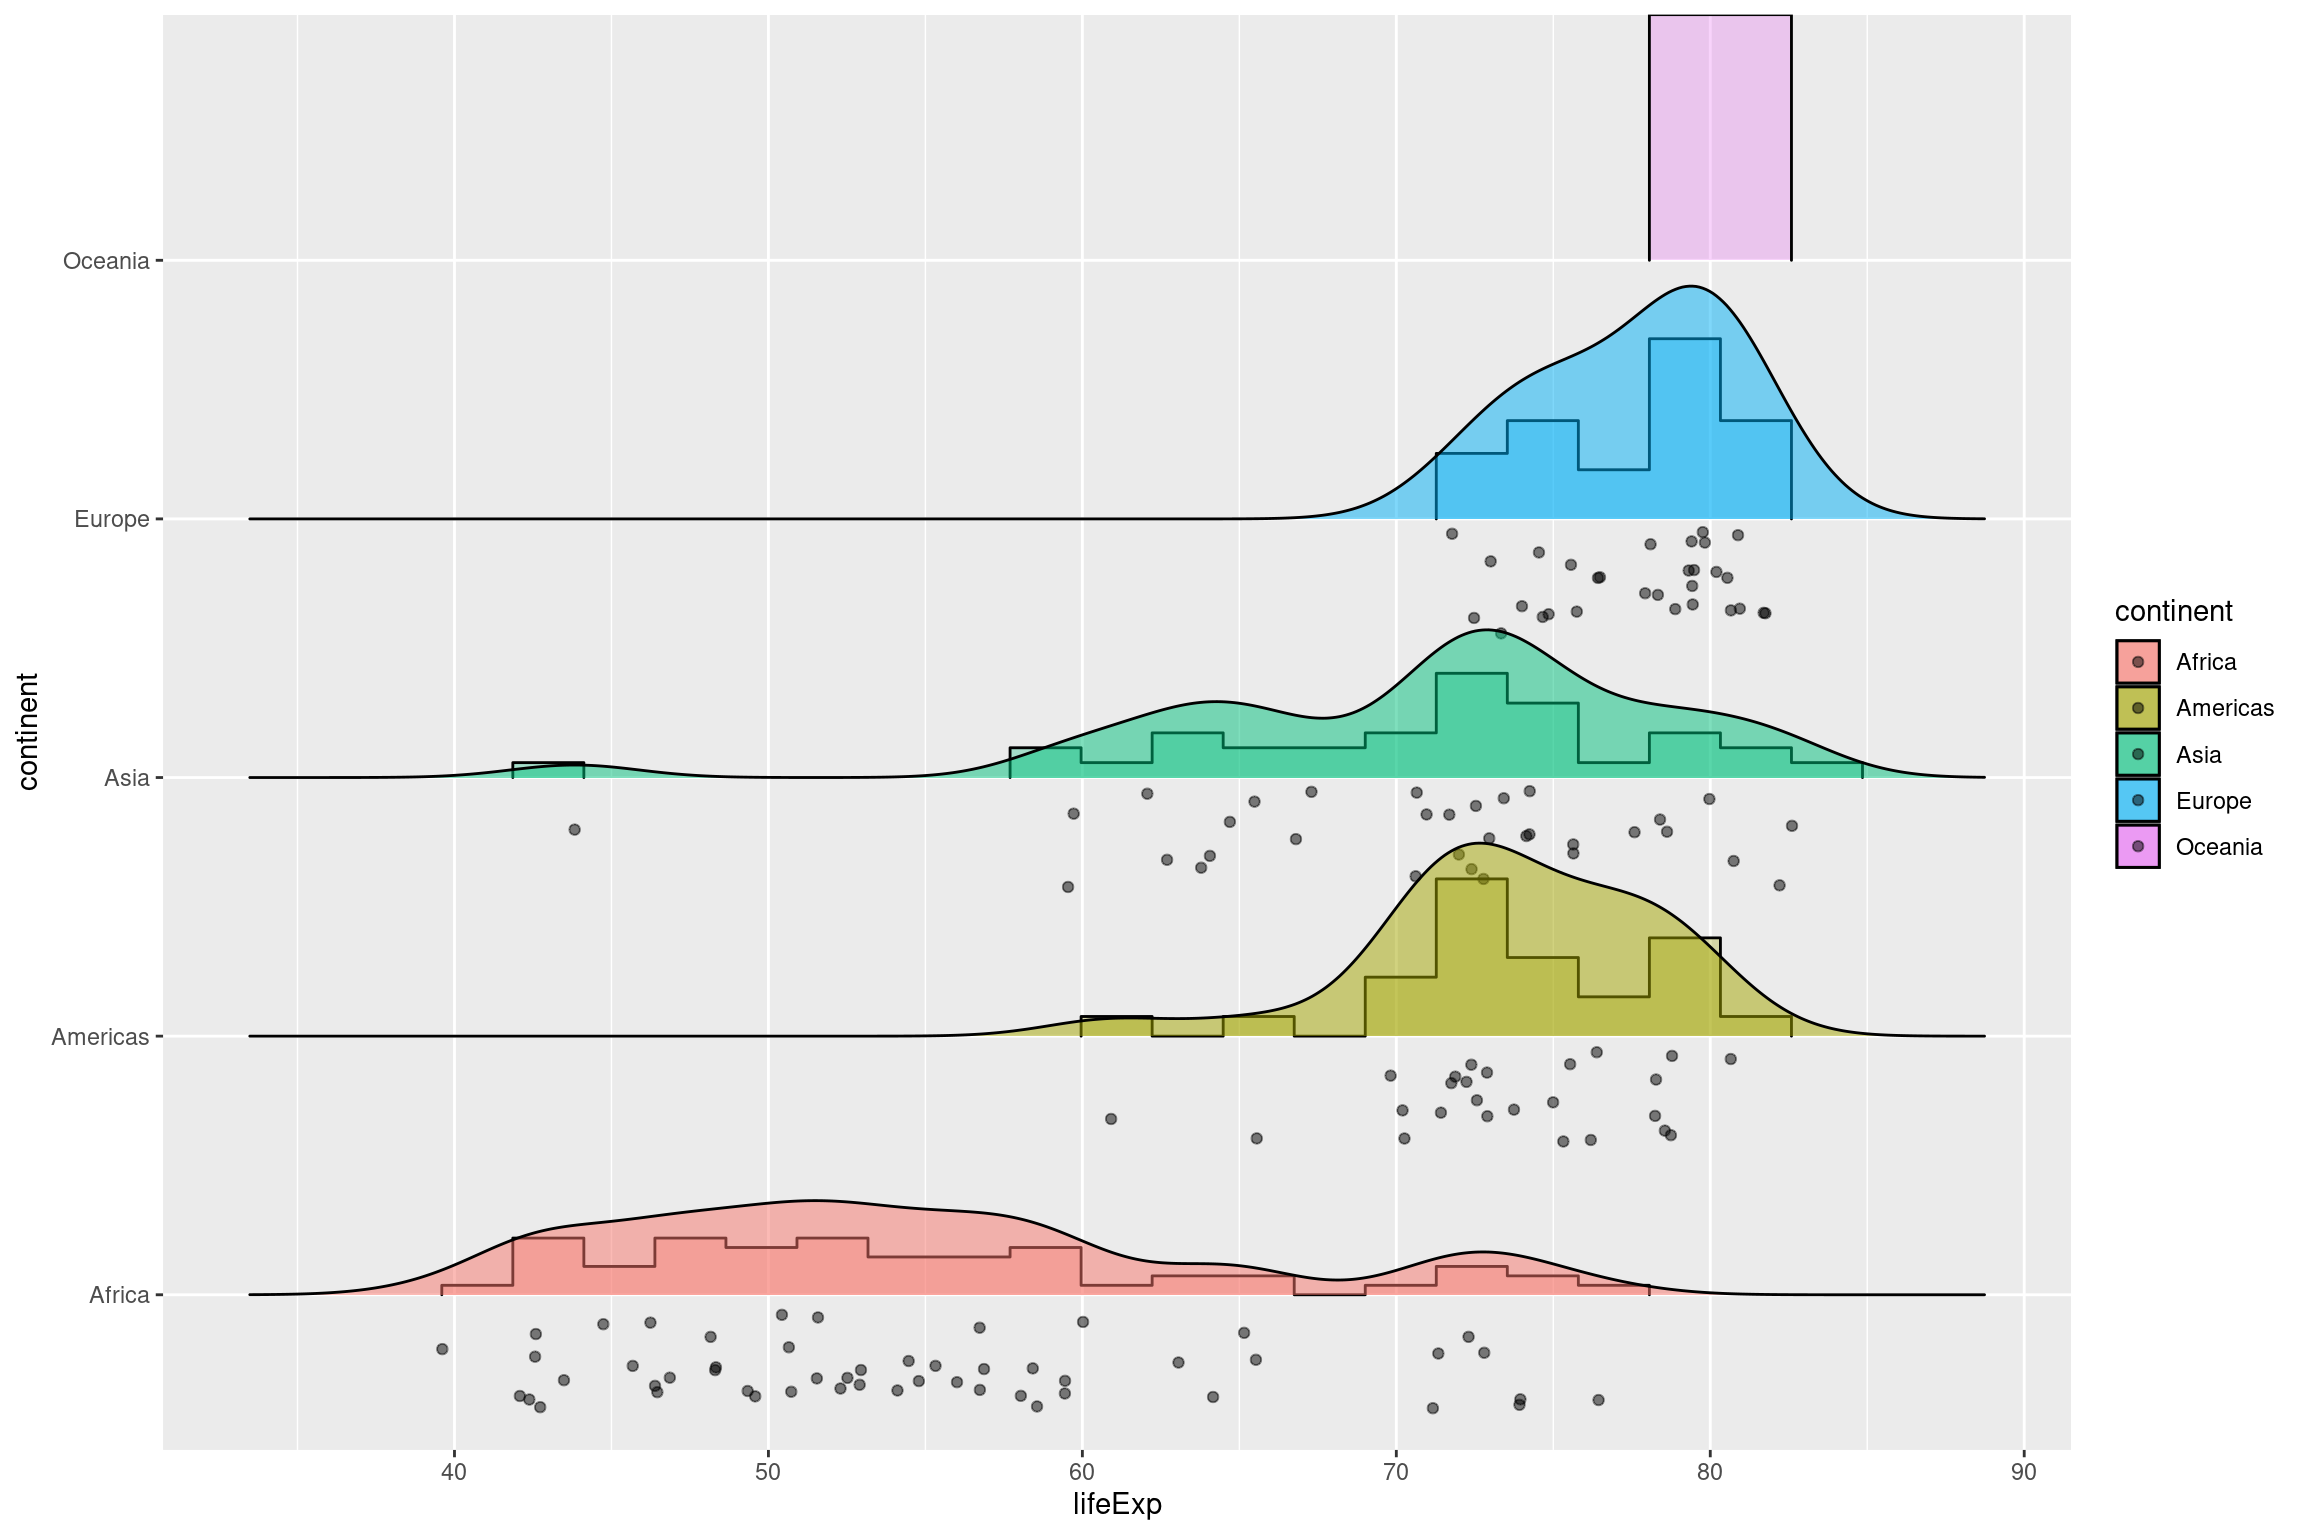 continent
Oceania
Europe
Asia
Americas
Africa
40 50 60 70 80 90
lifeExp
continent
Africa
Americas
Asia
Europe
Oceania